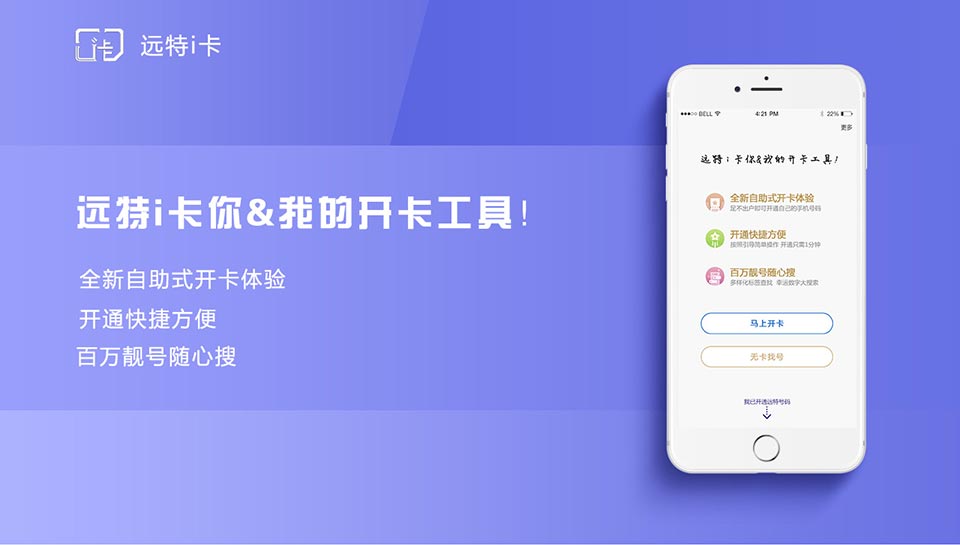 远特i卡
远特i卡你&我的开卡工具!
全新自助式开卡体验
开通快捷方便
百万靓号随心搜
BELL
4:21 PM
22%
更多
远特i卡你&我的开卡工具!
全新自助式开卡体验
足不出户即可开通自己的手机号码
开通快捷方便
按照引导简单操作 开通只需1分钟
百万靓号随心搜
多样化标签查找 幸运数字大搜索
马上开卡
无卡找号
我已开通远特号码